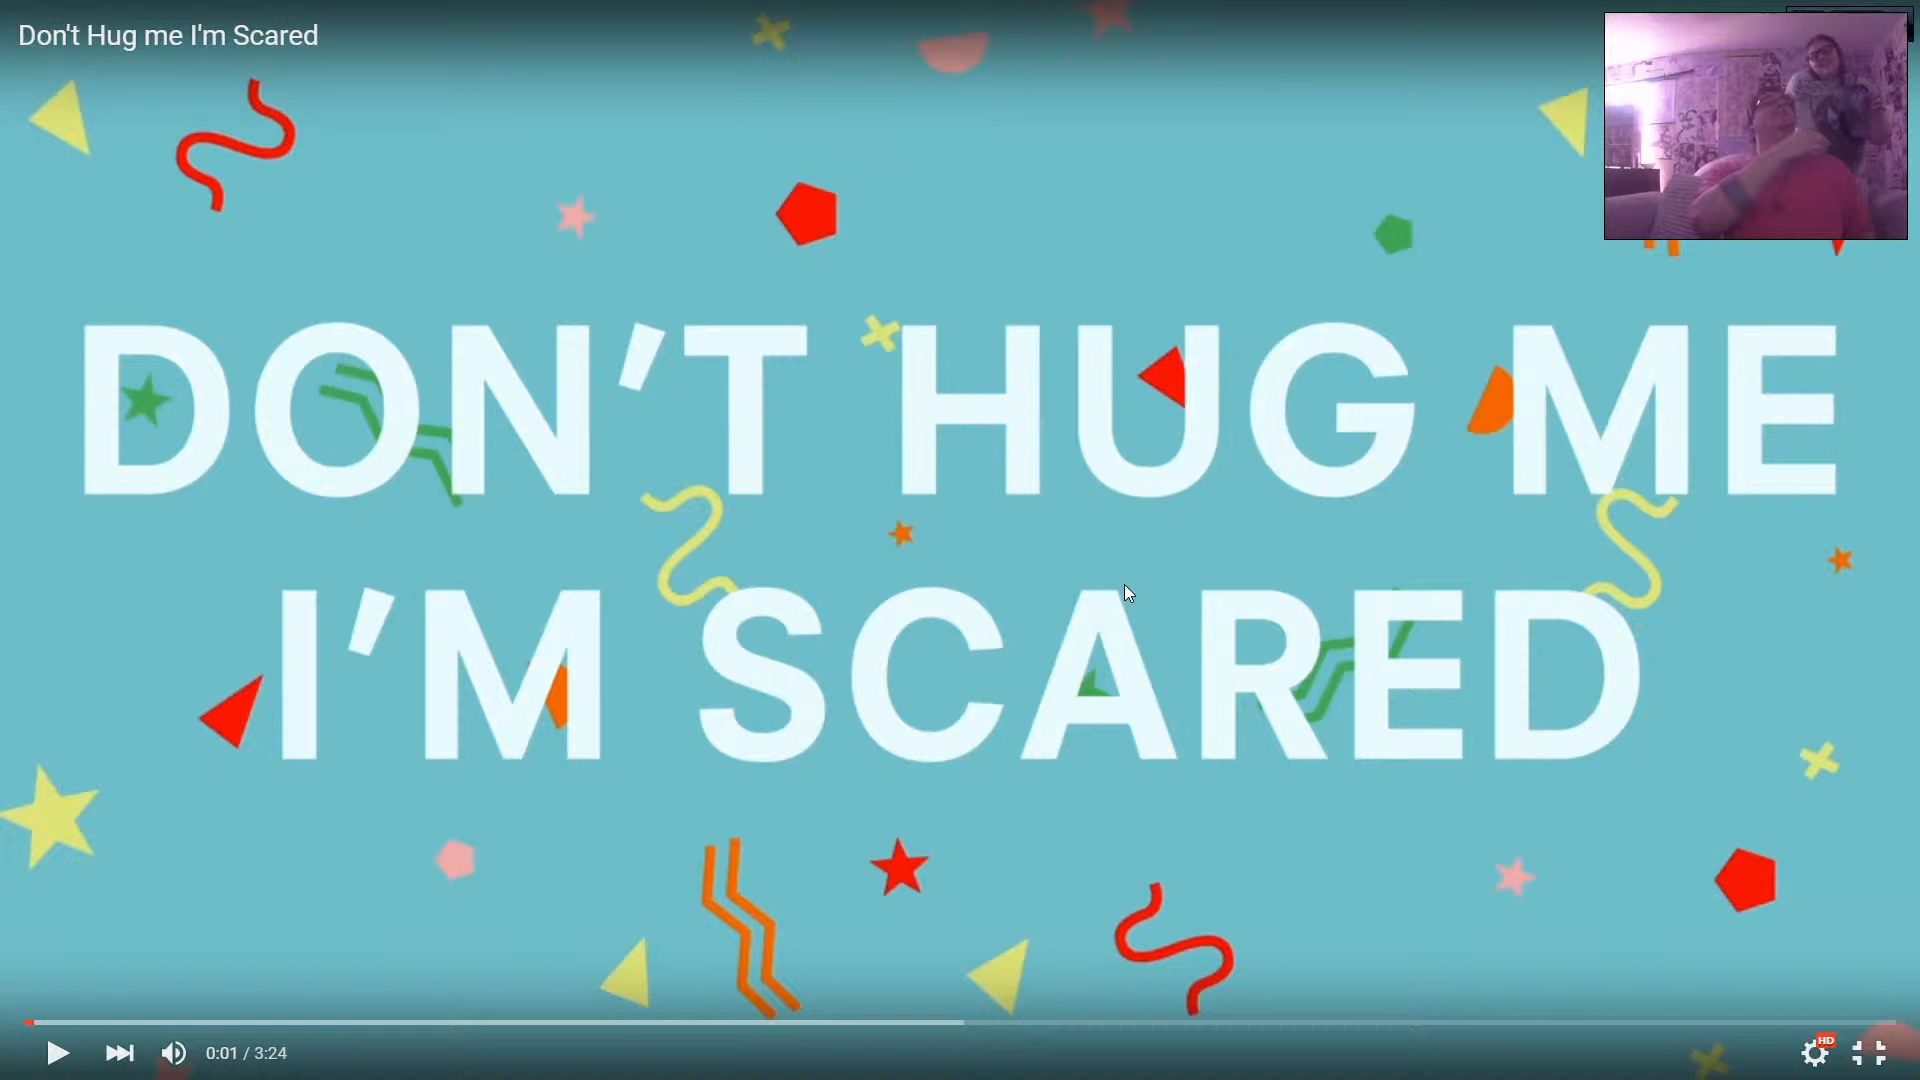 Don't Hug me I'm Scared
DON'T HUG ME
I'M SCARED
0:01 / 3:24
HD